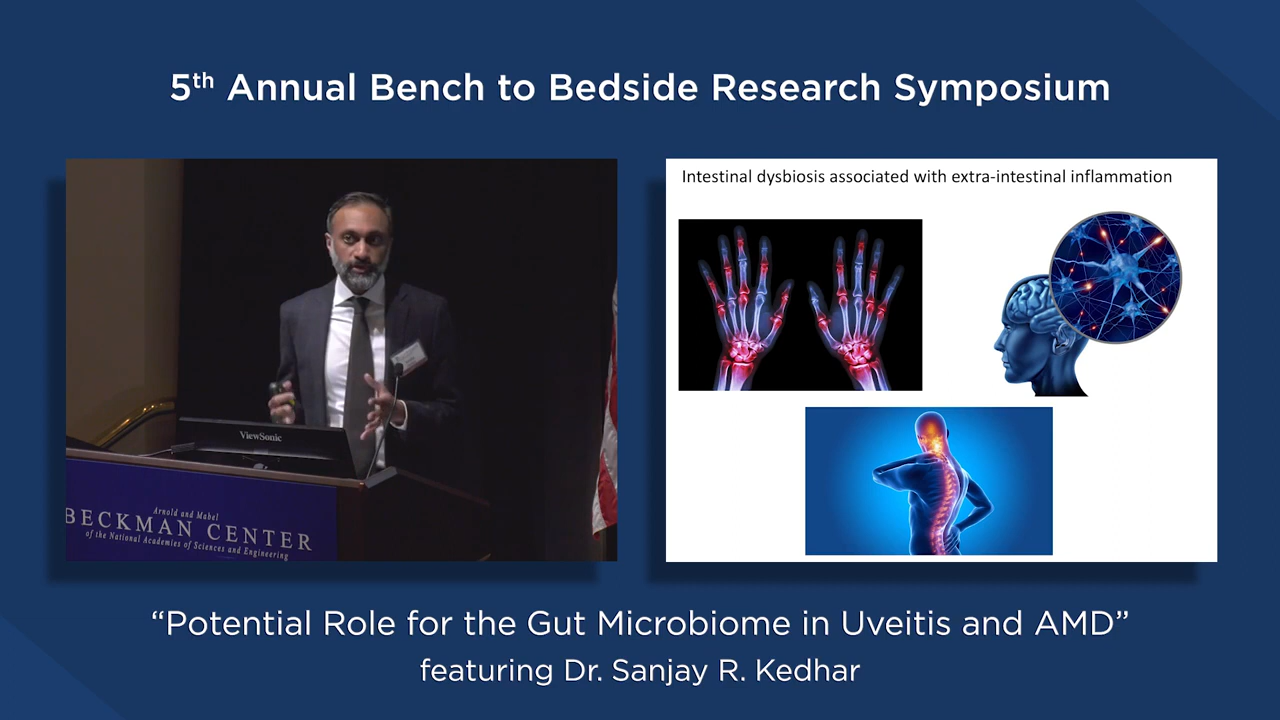 5th Annual Bench to Bedside Research Symposium
Intestinal dysbiosis associated with extra-intestinal inflammation
ViewSonic
Arnold and Mabel
BECKMAN CENTER
of the National Academies of Sciences and Engineering
“Potential Role for the Gut Microbiome in Uveitis and AMD”
featuring Dr. Sanjay R. Kedhar